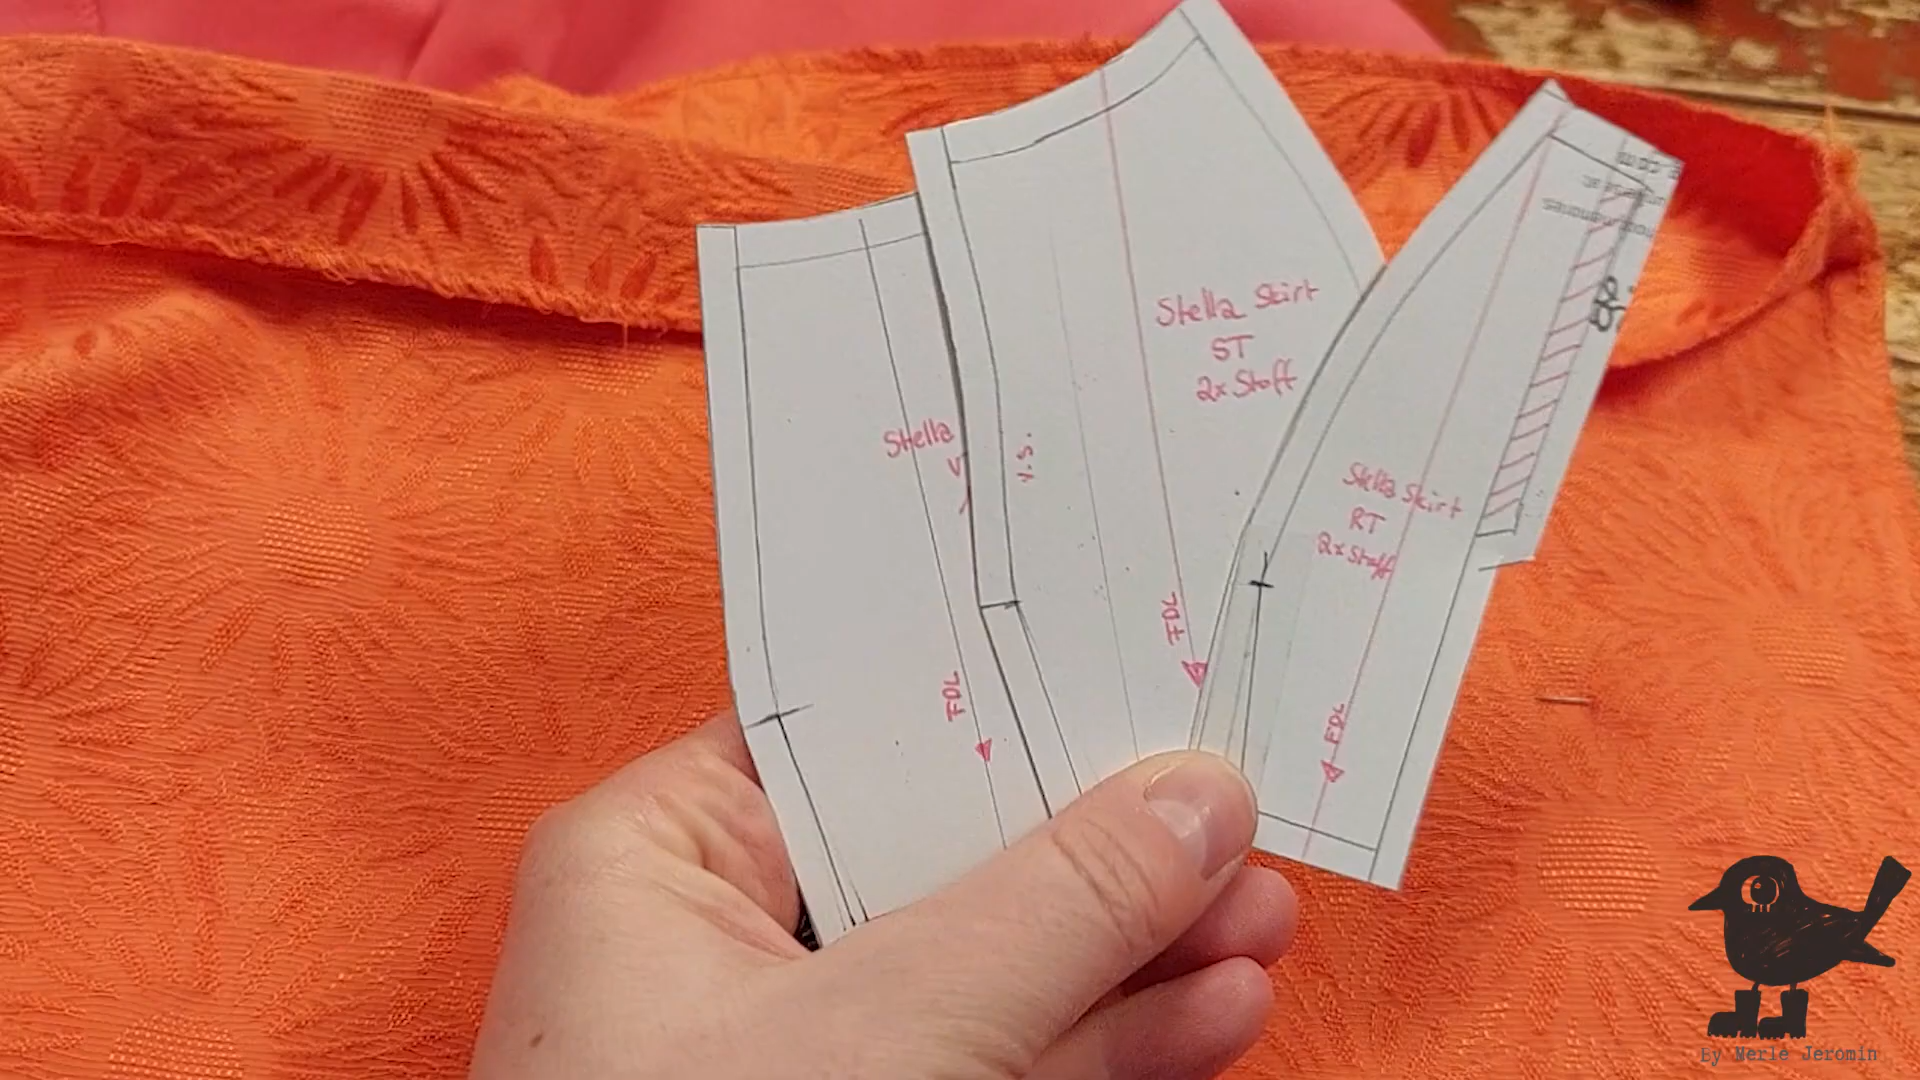 Stella
V
FDL
V.S.
Stella Skirt
ST
2x Stoff
FDL
Stella Skirt
RT
2x Stoff
FDL
By Merle Jeromin